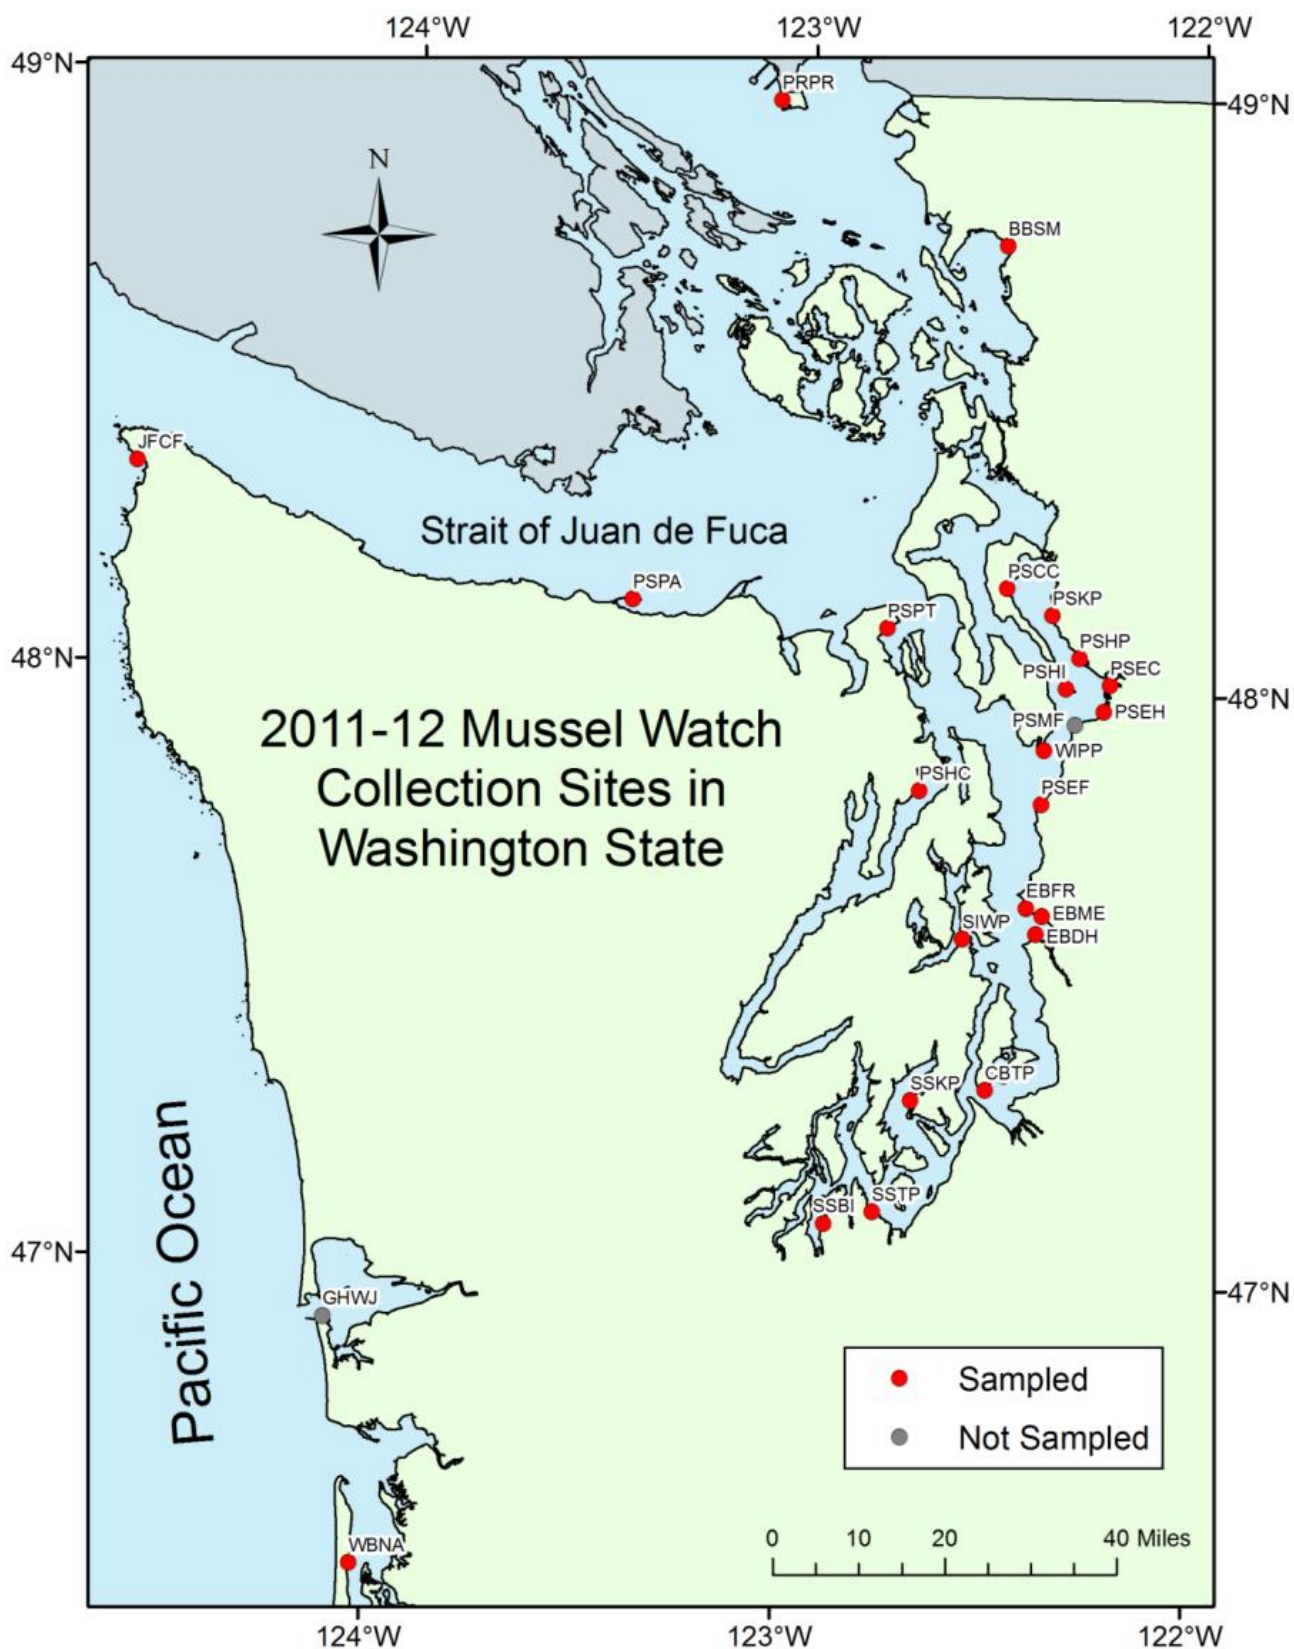 124°W
123°W
122°W
49°N
49°N
PRPR
N
BBSM
JFCF
Strait of Juan de Fuca
PSPA
PSCC
PSKP
PSPT
PSHP
48°N
PSEC
PSHI
48°N
PSEH
PSMF
2011-12 Mussel Watch
Collection Sites in
Washington State
WIPP
PSHC
PSEF
EBFR
EBME
SIWP
EBDH
CBTP
SSKP
Pacific Ocean
SSTP
SSBI
47°N
47°N
GHWJ
Sampled
Not Sampled
WBNA
0 10 20 40 Miles
124°W
123°W
122°W